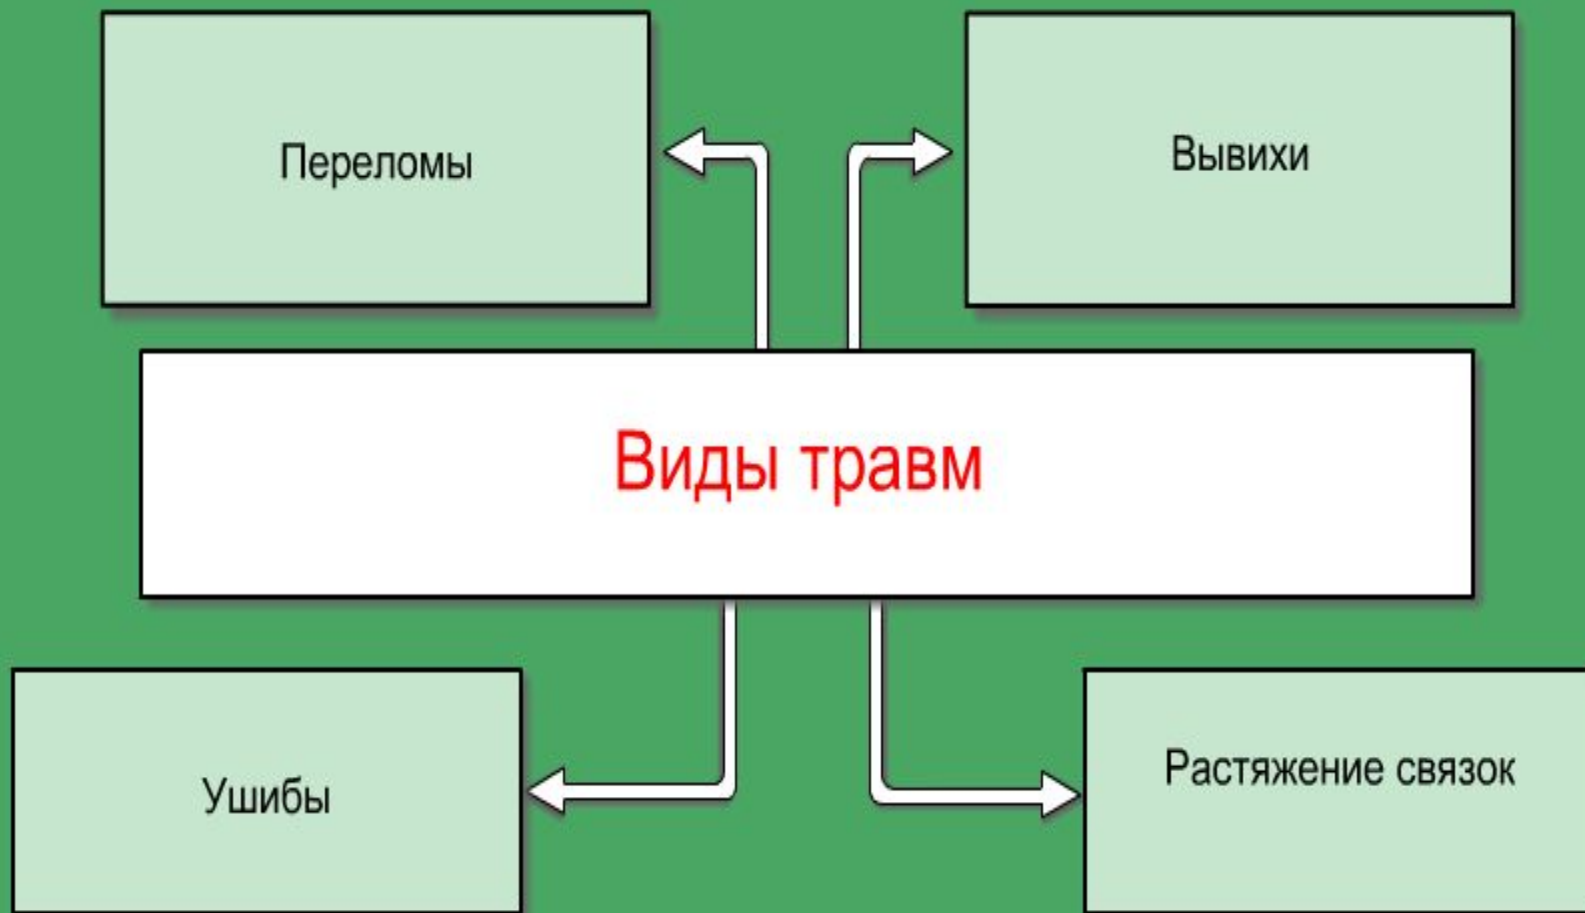 Переломы
Вывихи
Виды травм
Ушибы
Растяжение связок